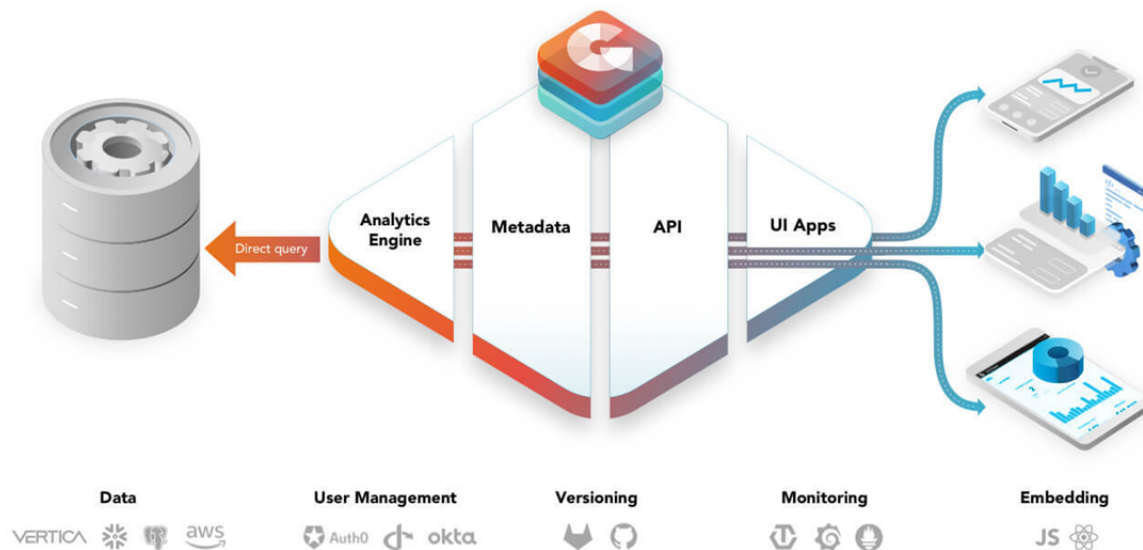 Direct query
Analytics
Engine
Metadata
API
UI Apps
Data
User Management
Versioning
Monitoring
Embedding
VERTICA
aws
Auth0
okta
JS